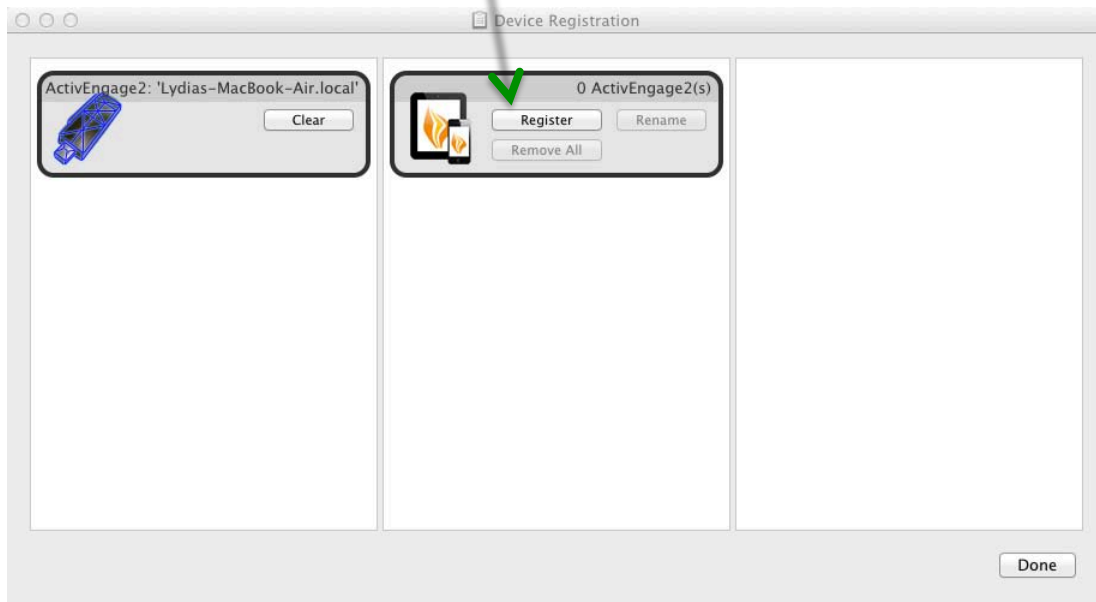 Device Registration
ActivEngage2: 'Lydias-MacBook-Air.local'
Clear
0 ActivEngage2(s)
Register
Rename
Remove All
Done